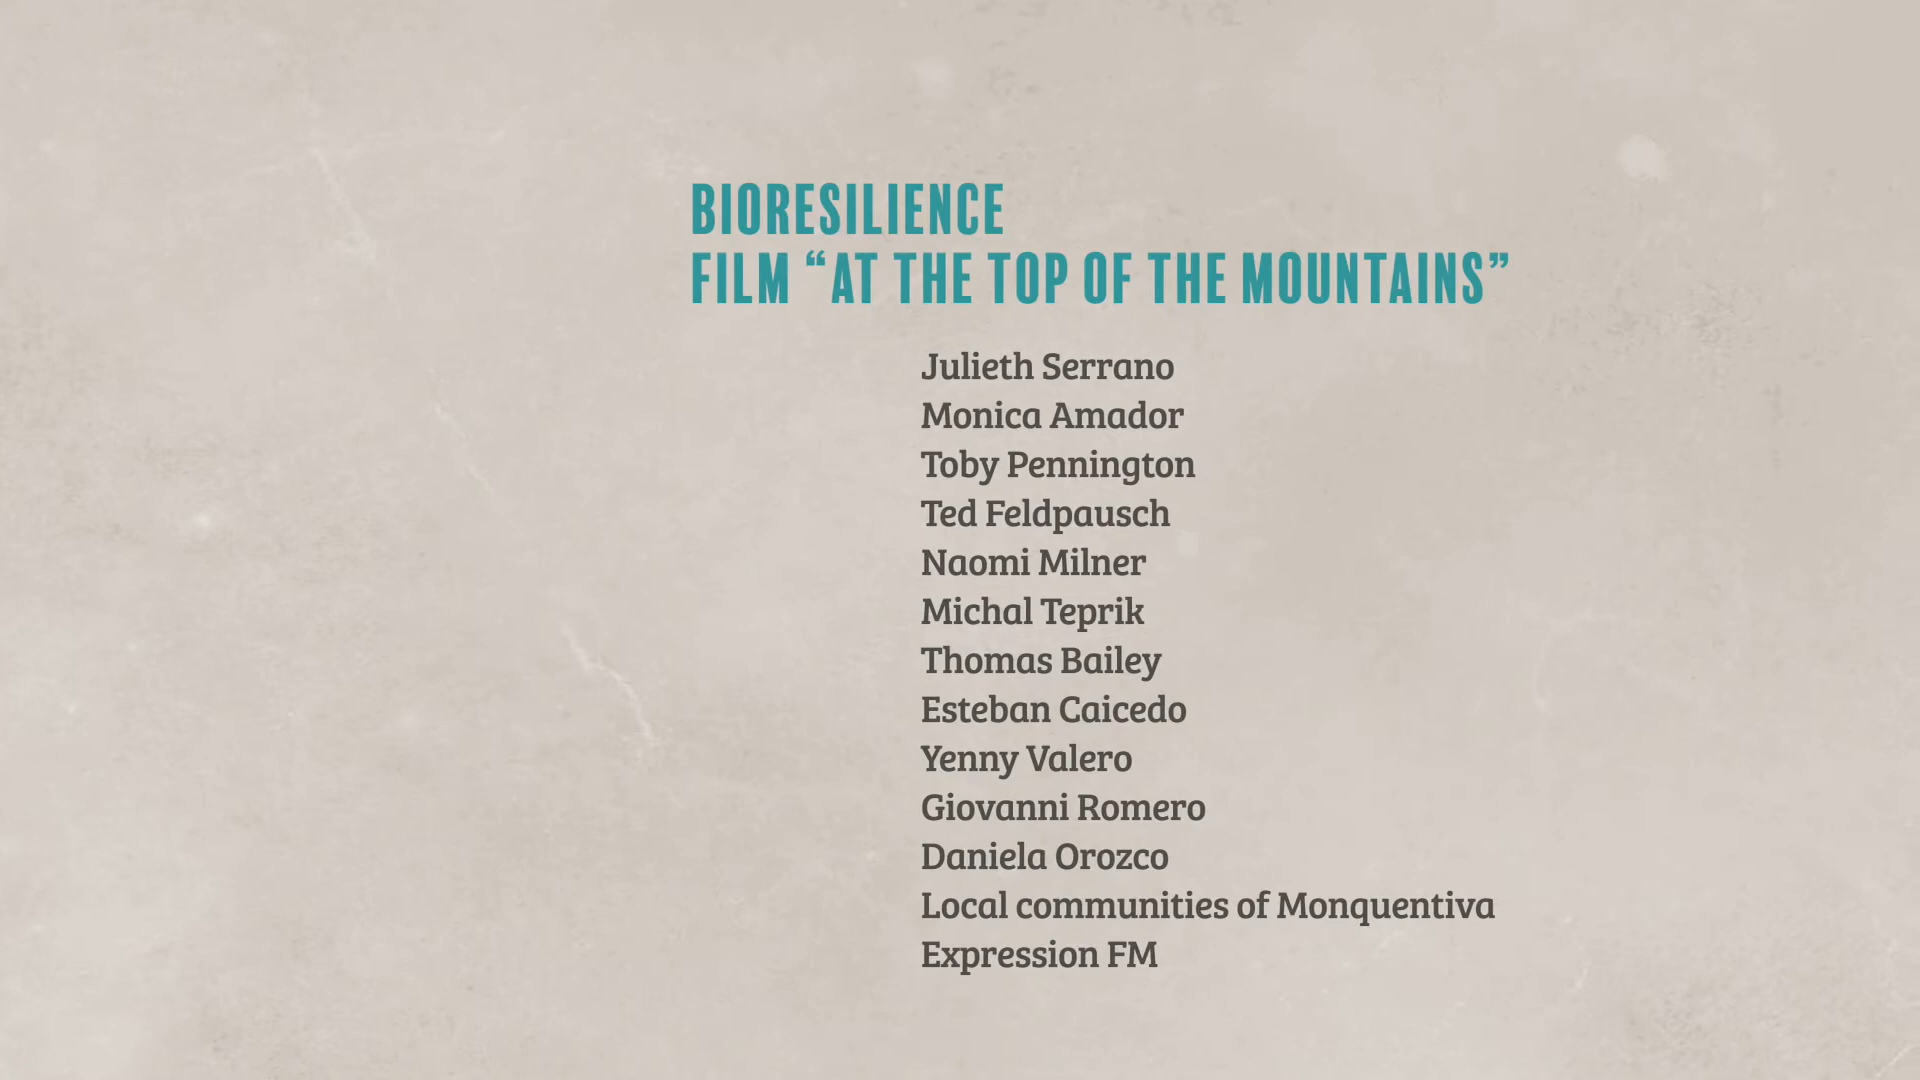 BIORESILIENCE
FILM “AT THE TOP OF THE MOUNTAINS”
Julieth Serrano
Monica Amador
Toby Pennington
Ted Feldpausch
Naomi Milner
Michal Teprik
Thomas Bailey
Esteban Caicedo
Yenny Valero
Giovanni Romero
Daniela Orozco
Local communities of Monquentiva
Expression FM